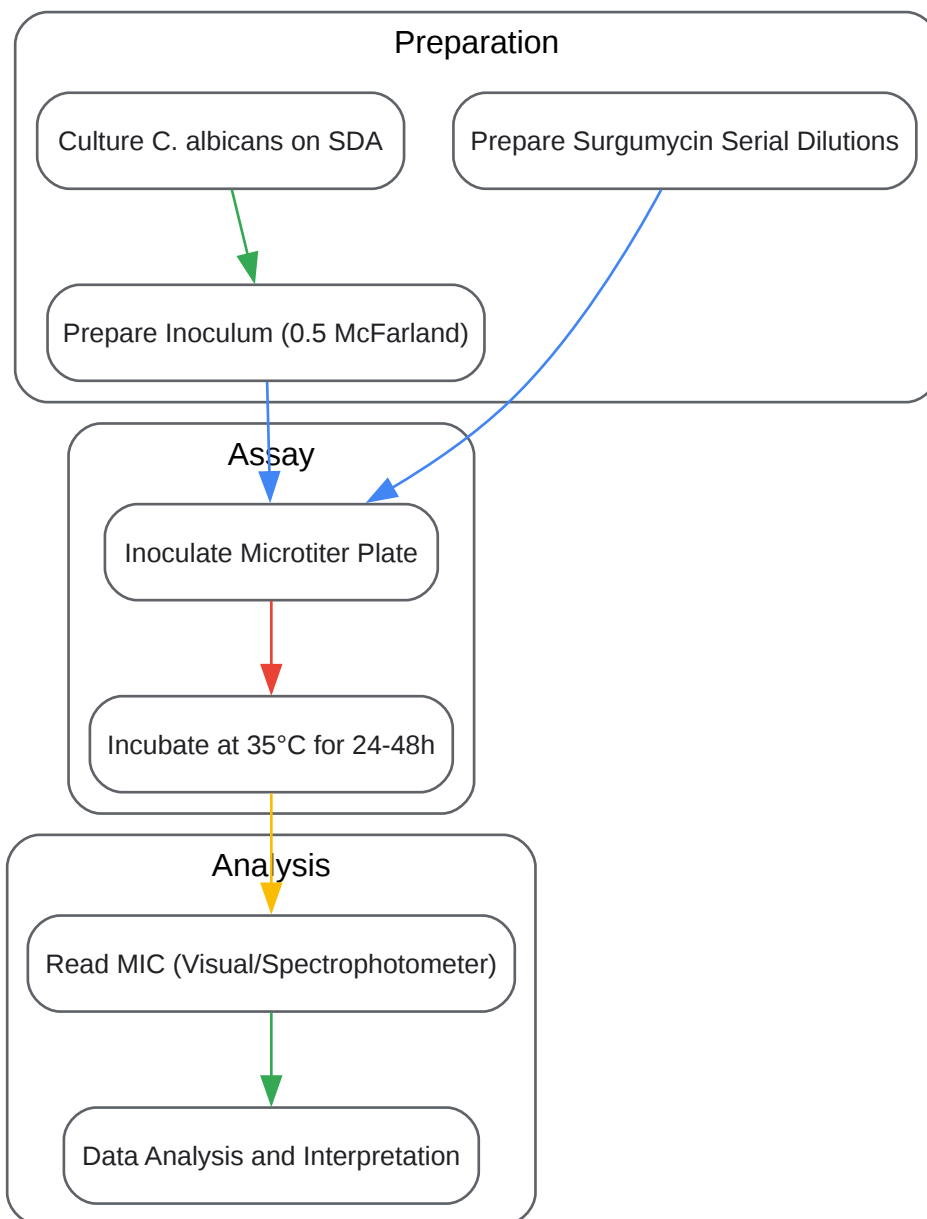 Preparation
Culture C. albicans on SDA
Prepare Surgumycin Serial Dilutions
Prepare Inoculum (0.5 McFarland)
Assay
Inoculate Microtiter Plate
Incubate at 35°C for 24-48h
Analysis
Read MIC (Visual/Spectrophotometer)
Data Analysis and Interpretation